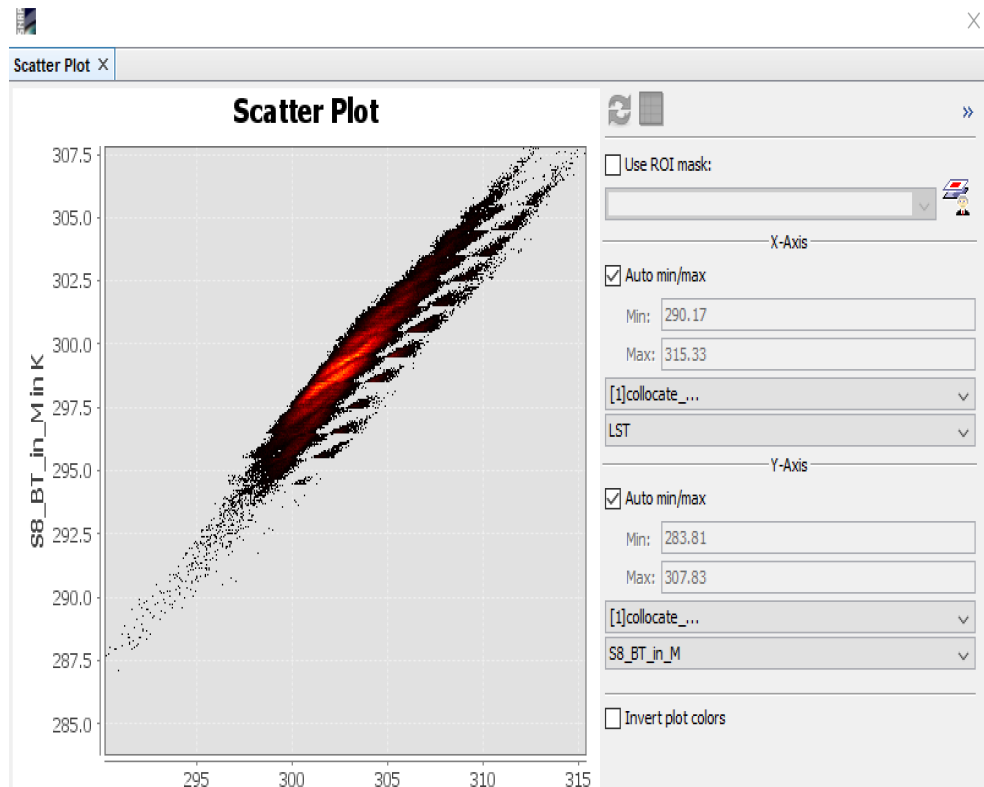 SNAP
Scatter Plot X
Scatter Plot
»
Use ROI mask:
X-Axis
Auto min/max
Min: 290.17
Max: 315.33
[1]collocate_...
LST
Y-Axis
Auto min/max
Min: 283.81
Max: 307.83
[1]collocate_...
S8_BT_in_M
Invert plot colors
S8_BT_in_M in K
307.5
305.0
302.5
300.0
297.5
295.0
292.5
290.0
287.5
285.0
295 300 305 310 315